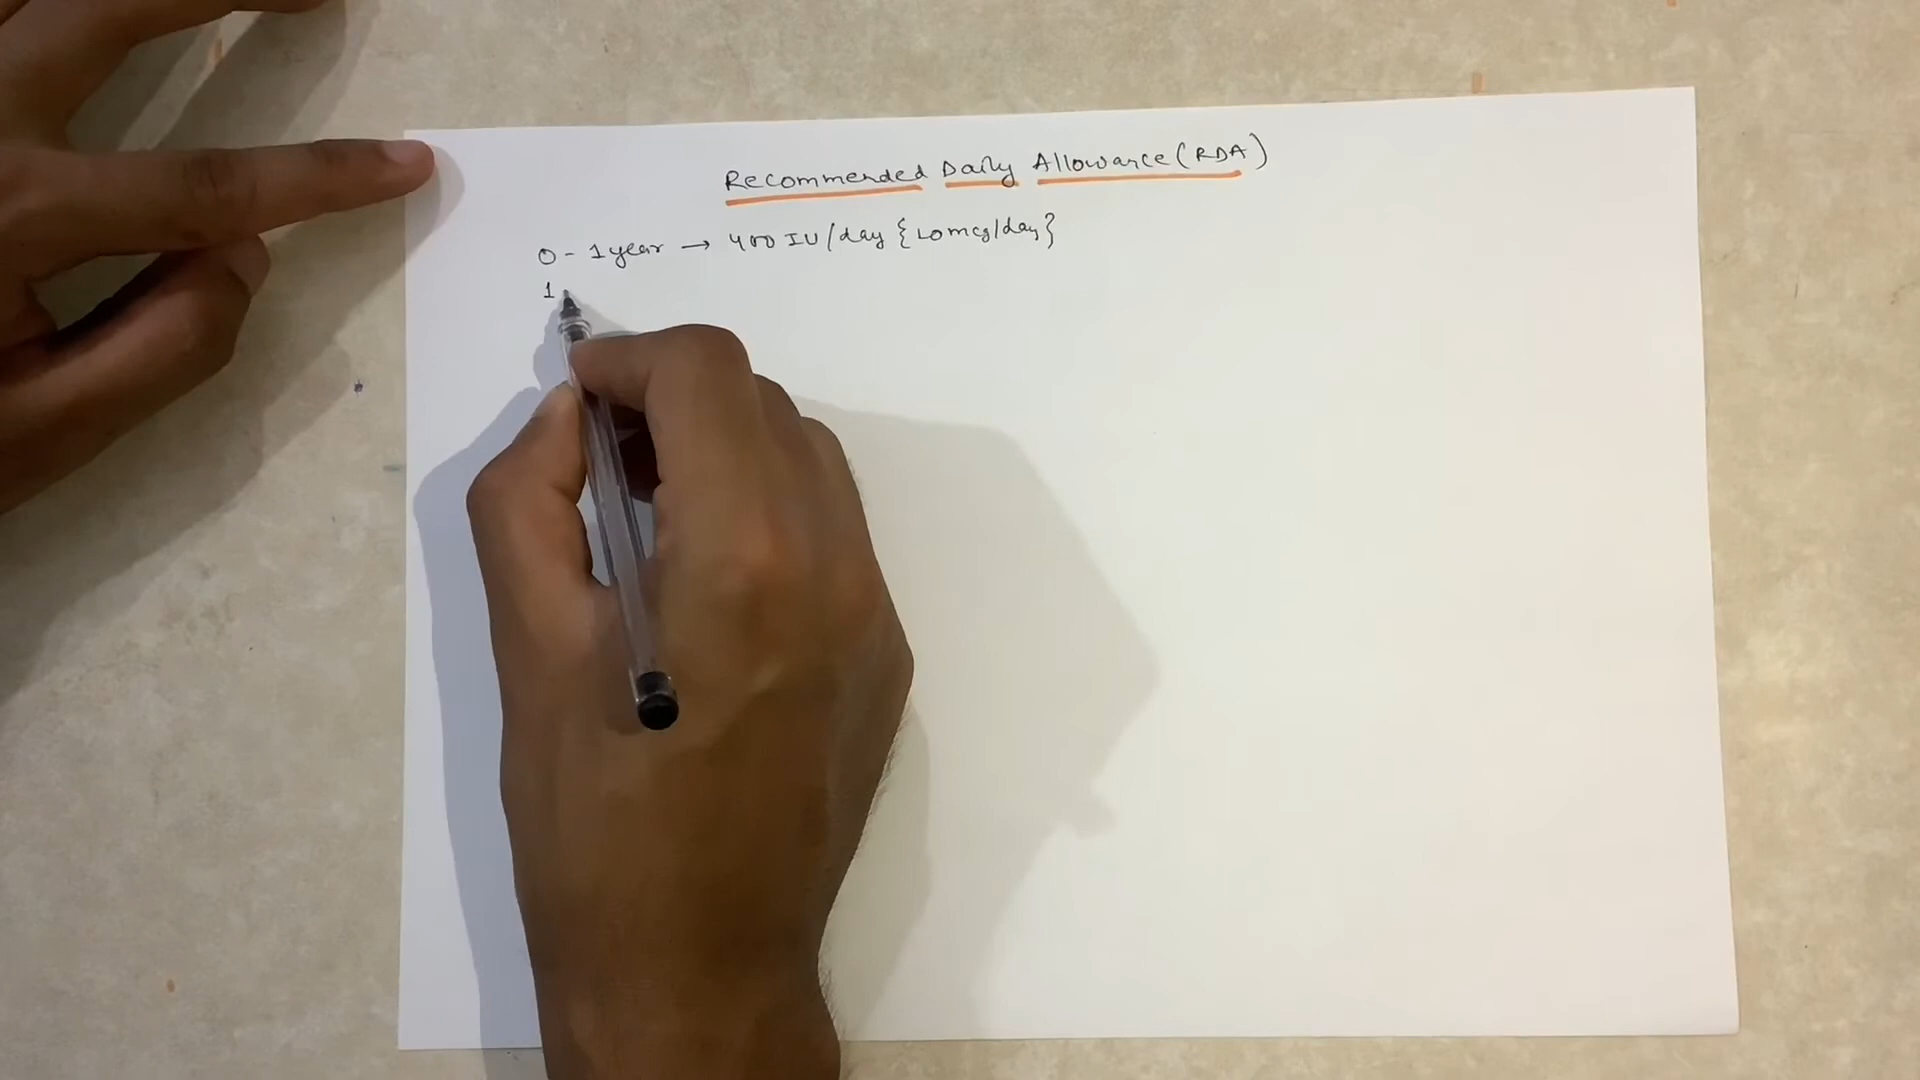 Recommended Daily Allowance (RDA)
0 - 1 year → 400 IU/day {10mcg/day}
1